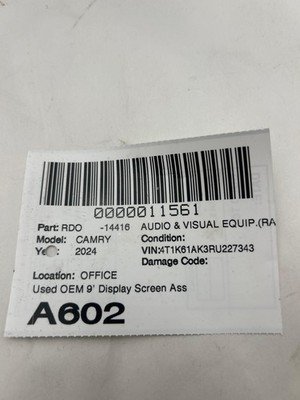 0000011561
Part: RDO -14416 AUDIO & VISUAL EQUIP.(RA
Model: CAMRY Condition:
Year: 2024 VIN:4T1K61AK3RU227343
Damage Code:
Location: OFFICE
Used OEM 9' Display Screen Ass
A602